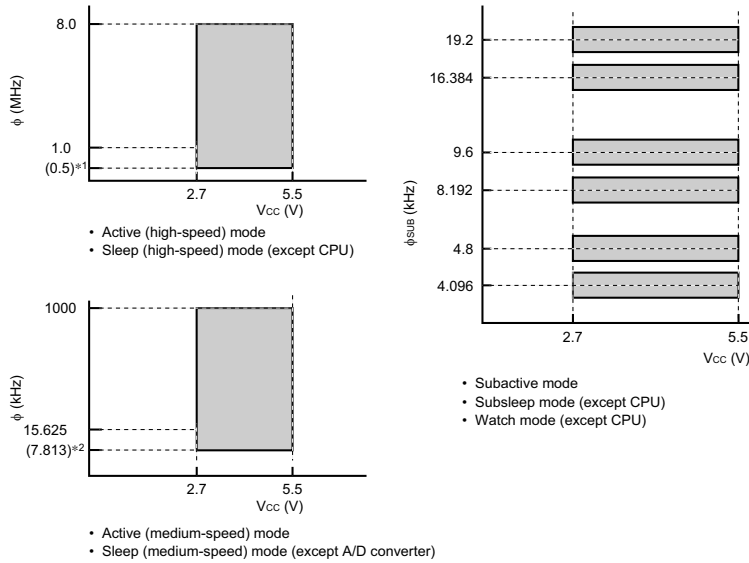 8.0
1.0
(0.5)*1
φ (MHz)
2.7
5.5
VCC (V)
• Active (high-speed) mode
• Sleep (high-speed) mode (except CPU)
1000
15.625
(7.813)*2
φ (kHz)
2.7
5.5
VCC (V)
• Active (medium-speed) mode
• Sleep (medium-speed) mode (except A/D converter)
19.2
16.384
9.6
8.192
4.8
4.096
φSUB (kHz)
2.7
5.5
VCC (V)
• Subactive mode
• Subsleep mode (except CPU)
• Watch mode (except CPU)